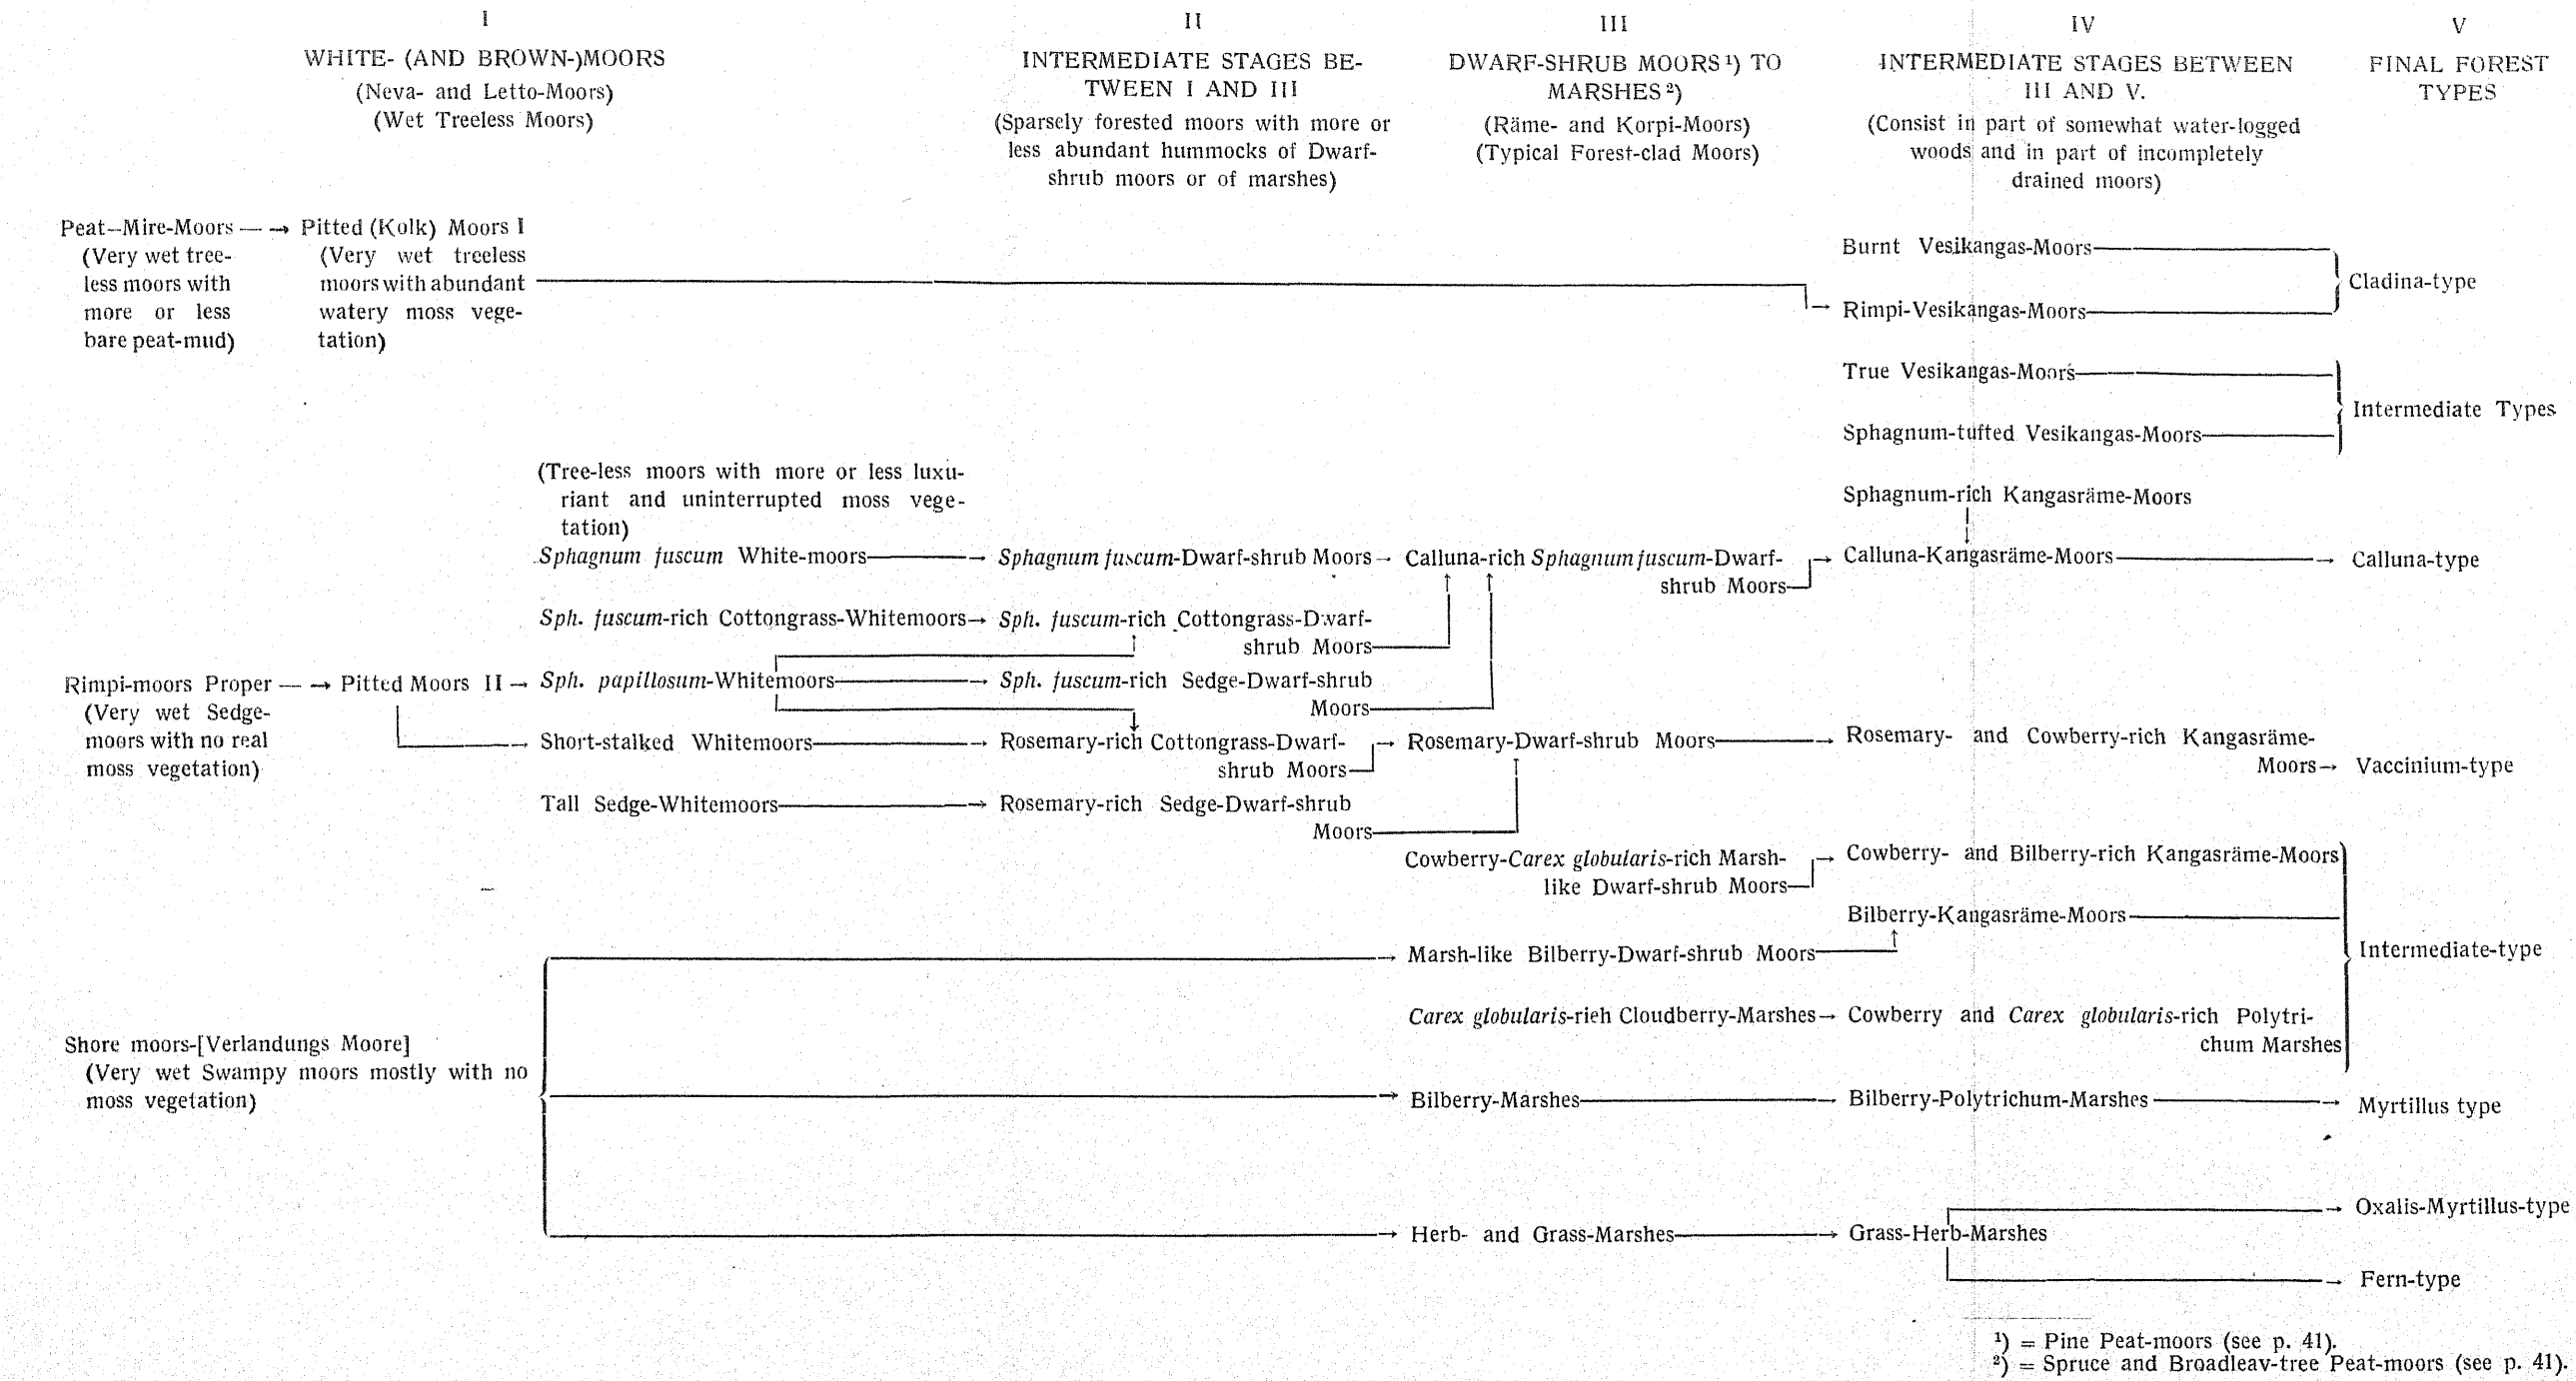 I
WHITE- (AND BROWN-)MOORS
(Neva- and Letto-Moors)
(Wet Treeless Moors)
II
INTERMEDIATE STAGES BE-
TWEEN I AND III
(Sparsely forested moors with more or
less abundant hummocks of Dwarf-
shrub moors or of marshes)
III
DWARF-SHRUB MOORS ¹) TO
MARSHES ²)
(Räme- and Korpi-Moors)
(Typical Forest-clad Moors)
IV
INTERMEDIATE STAGES BETWEEN
III AND V.
(Consist in part of somewhat water-logged
woods and in part of incompletely
drained moors)
V
FINAL FOREST
TYPES
Peat-Mire-Moors — →
(Very wet tree-
less moors with
more or less
bare peat-mud)
Pitted (Kolk) Moors I
(Very wet treeless
moors with abundant
watery moss vege-
tation)
Burnt Vesikangas-Moors
→ Rimpi-Vesikangas-Moors
Cladina-type
True Vesikangas-Moors
Sphagnum-tufted Vesikangas-Moors
Intermediate Types
(Tree-less moors with more or less luxu-
riant and uninterrupted moss vege-
tation)
Sphagnum-rich Kangasräme-Moors
Sphagnum fuscum White-moors → Sphagnum fuscum-Dwarf-shrub Moors → Calluna-rich Sphagnum fuscum-Dwarf-
shrub Moors
→ Calluna-Kangasräme-Moors → Calluna-type
Sph. fuscum-rich Cottongrass-Whitemoors → Sph. fuscum-rich Cottongrass-Dwarf-
shrub Moors
Rimpi-moors Proper — → Pitted Moors II → Sph. papillosum-Whitemoors → Sph. fuscum-rich Sedge-Dwarf-shrub
Moors
(Very wet Sedge-
moors with no real
moss vegetation)
→ Short-stalked Whitemoors → Rosemary-rich Cottongrass-Dwarf-
shrub Moors
→ Rosemary-Dwarf-shrub Moors → Rosemary- and Cowberry-rich Kangasräme-
Moors → Vaccinium-type
Tall Sedge-Whitemoors → Rosemary-rich Sedge-Dwarf-shrub
Moors
Cowberry-Carex globularis-rich Marsh-
like Dwarf-shrub Moors
→ Cowberry- and Bilberry-rich Kangasräme-Moors
Bilberry-Kangasräme-Moors
→ Marsh-like Bilberry-Dwarf-shrub Moors
Intermediate-type
Carex globularis-rich Cloudberry-Marshes → Cowberry and Carex globularis-rich Polytri-
chum Marshes
Shore moors-[Verlandungs Moore]
(Very wet Swampy moors mostly with no
moss vegetation)
→ Bilberry-Marshes → Bilberry-Polytrichum-Marshes → Myrtillus type
→ Herb- and Grass-Marshes → Grass-Herb-Marshes
→ Oxalis-Myrtillus-type
→ Fern-type
¹) = Pine Peat-moors (see p. 41).
²) = Spruce and Broadleav-tree Peat-moors (see p. 41).